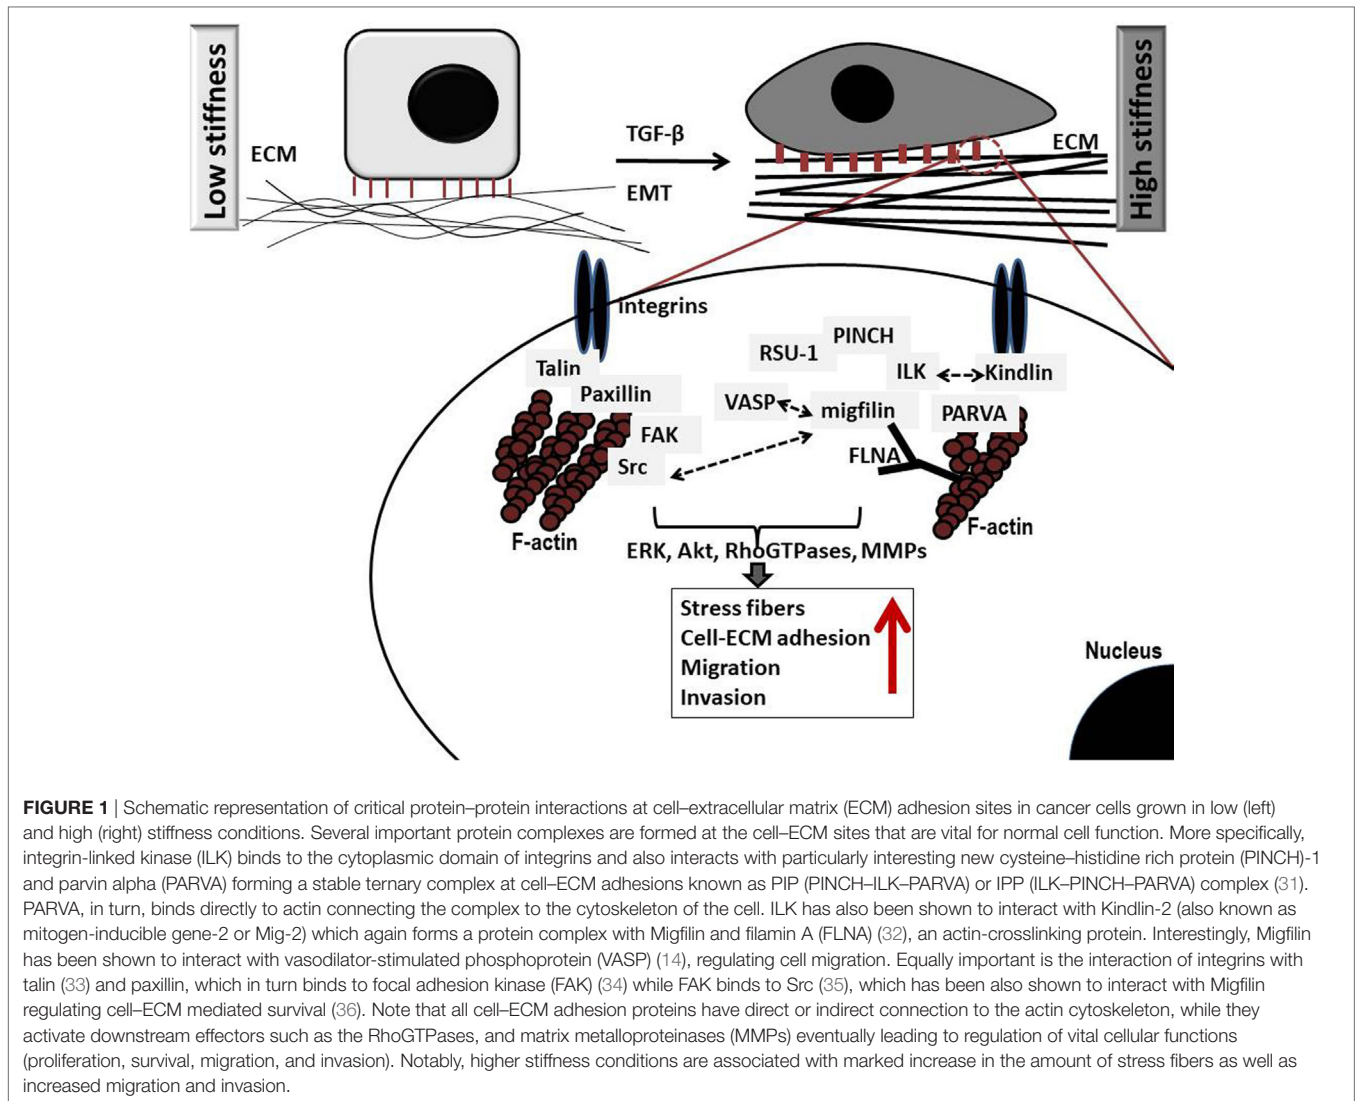 Low stiffness
ECM
TGF-β
EMT
ECM
High stiffness
integrins
PINCH
RSU-1
ILK
Kindlin
Talin
Paxillin
VASP
migfilin
PARVA
FAK
FLNA
Src
F-actin
F-actin
ERK, Akt, RhoGTPases, MMPs
Stress fibers
Cell-ECM adhesion
Migration
Invasion
Nucleus
FIGURE 1 | Schematic representation of critical protein–protein interactions at cell–extracellular matrix (ECM) adhesion sites in cancer cells grown in low (left)
and high (right) stiffness conditions. Several important protein complexes are formed at the cell–ECM sites that are vital for normal cell function. More specifically,
integrin-linked kinase (ILK) binds to the cytoplasmic domain of integrins and also interacts with particularly interesting new cysteine–histidine rich protein (PINCH)-1
and parvin alpha (PARVA) forming a stable ternary complex at cell–ECM adhesions known as PIP (PINCH–ILK–PARVA) or IPP (ILK–PINCH–PARVA) complex (31).
PARVA, in turn, binds directly to actin connecting the complex to the cytoskeleton of the cell. ILK has also been shown to interact with Kindlin-2 (also known as
mitogen-inducible gene-2 or Mig-2) which again forms a protein complex with Migfilin and filamin A (FLNA) (32), an actin-crosslinking protein. Interestingly, Migfilin
has been shown to interact with vasodilator-stimulated phosphoprotein (VASP) (14), regulating cell migration. Equally important is the interaction of integrins with
talin (33) and paxillin, which in turn binds to focal adhesion kinase (FAK) (34) while FAK binds to Src (35), which has been also shown to interact with Migfilin
regulating cell–ECM mediated survival (36). Note that all cell–ECM adhesion proteins have direct or indirect connection to the actin cytoskeleton, while they
activate downstream effectors such as the RhoGTPases, and matrix metalloproteinases (MMPs) eventually leading to regulation of vital cellular functions
(proliferation, survival, migration, and invasion). Notably, higher stiffness conditions are associated with marked increase in the amount of stress fibers as well as
increased migration and invasion.